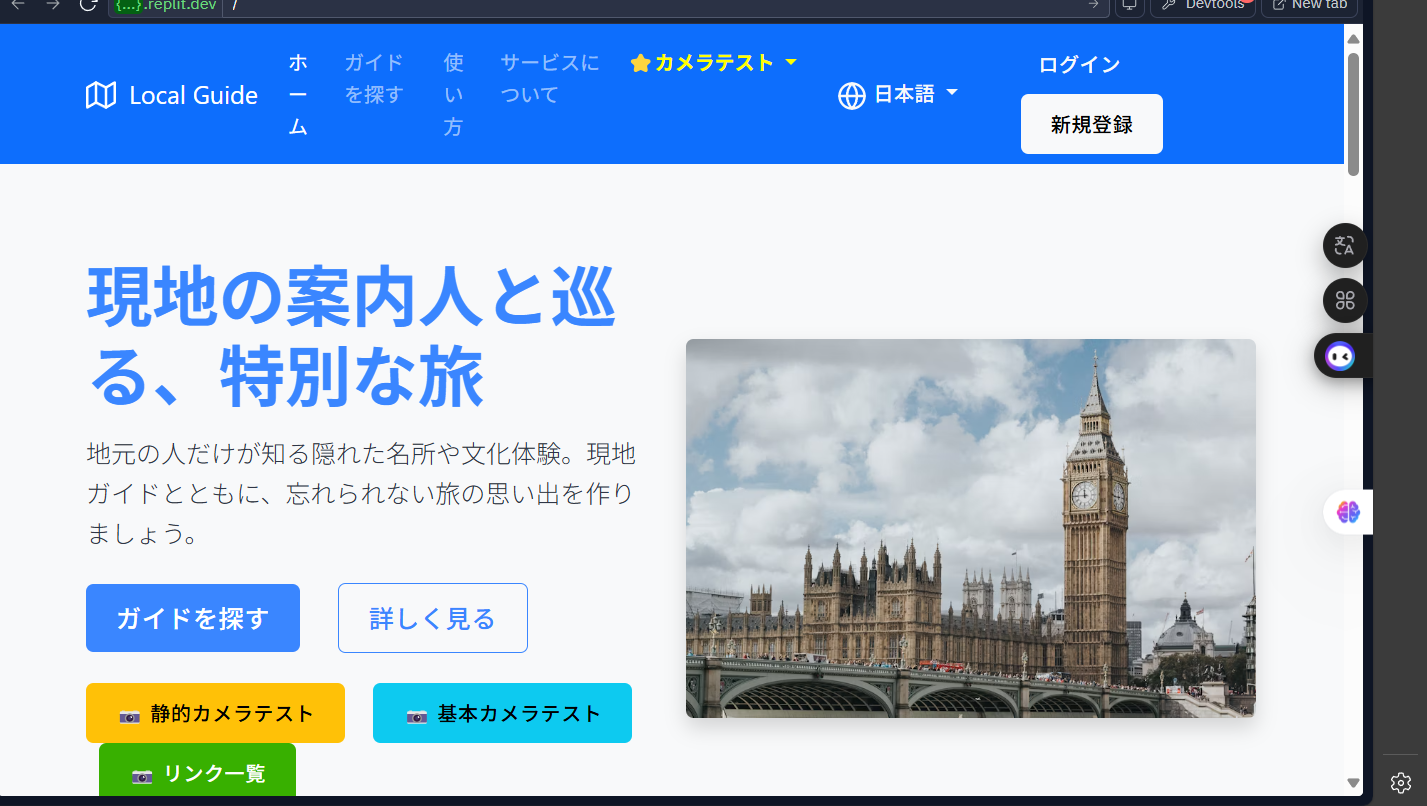 {...}.replit.dev /
Devtools
New tab
Local Guide
ホーム
ガイド
を探す
使い方
サービスに
ついて
カメラテスト
日本語
ログイン
新規登録
現地の案内人と巡
る、特別な旅
地元の人だけが知る隠れた名所や文化体験。現地
ガイドとともに、忘れられない旅の思い出を作り
ましょう。
ガイドを探す
詳しく見る
静的カメラテスト
基本カメラテスト
リンク一覧